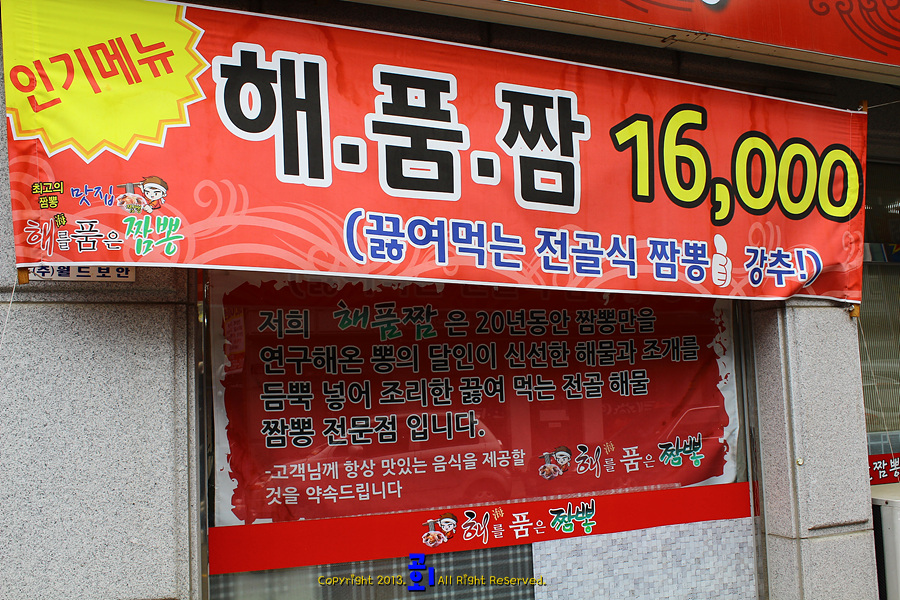 인기메뉴
해.품.짬 16,000
(끓여먹는 전골식 짬뽕 강추!)
최고의
짬뽕
맛집
해를품은 짬뽕
(주)월드보안
저희 해품짬은 20년동안 짬뽕만을
연구해온 뽕의 달인이 신선한 해물과 조개를
듬뿍 넣어 조리한 끓여 먹는 전골 해물
짬뽕 전문점 입니다.
-고객님께 항상 맛있는 음식을 제공할
것을 약속드립니다
해를 품은 짬뽕
해를 품은 짬뽕
짬뽕
Copyright 2013. All Right Reserved.